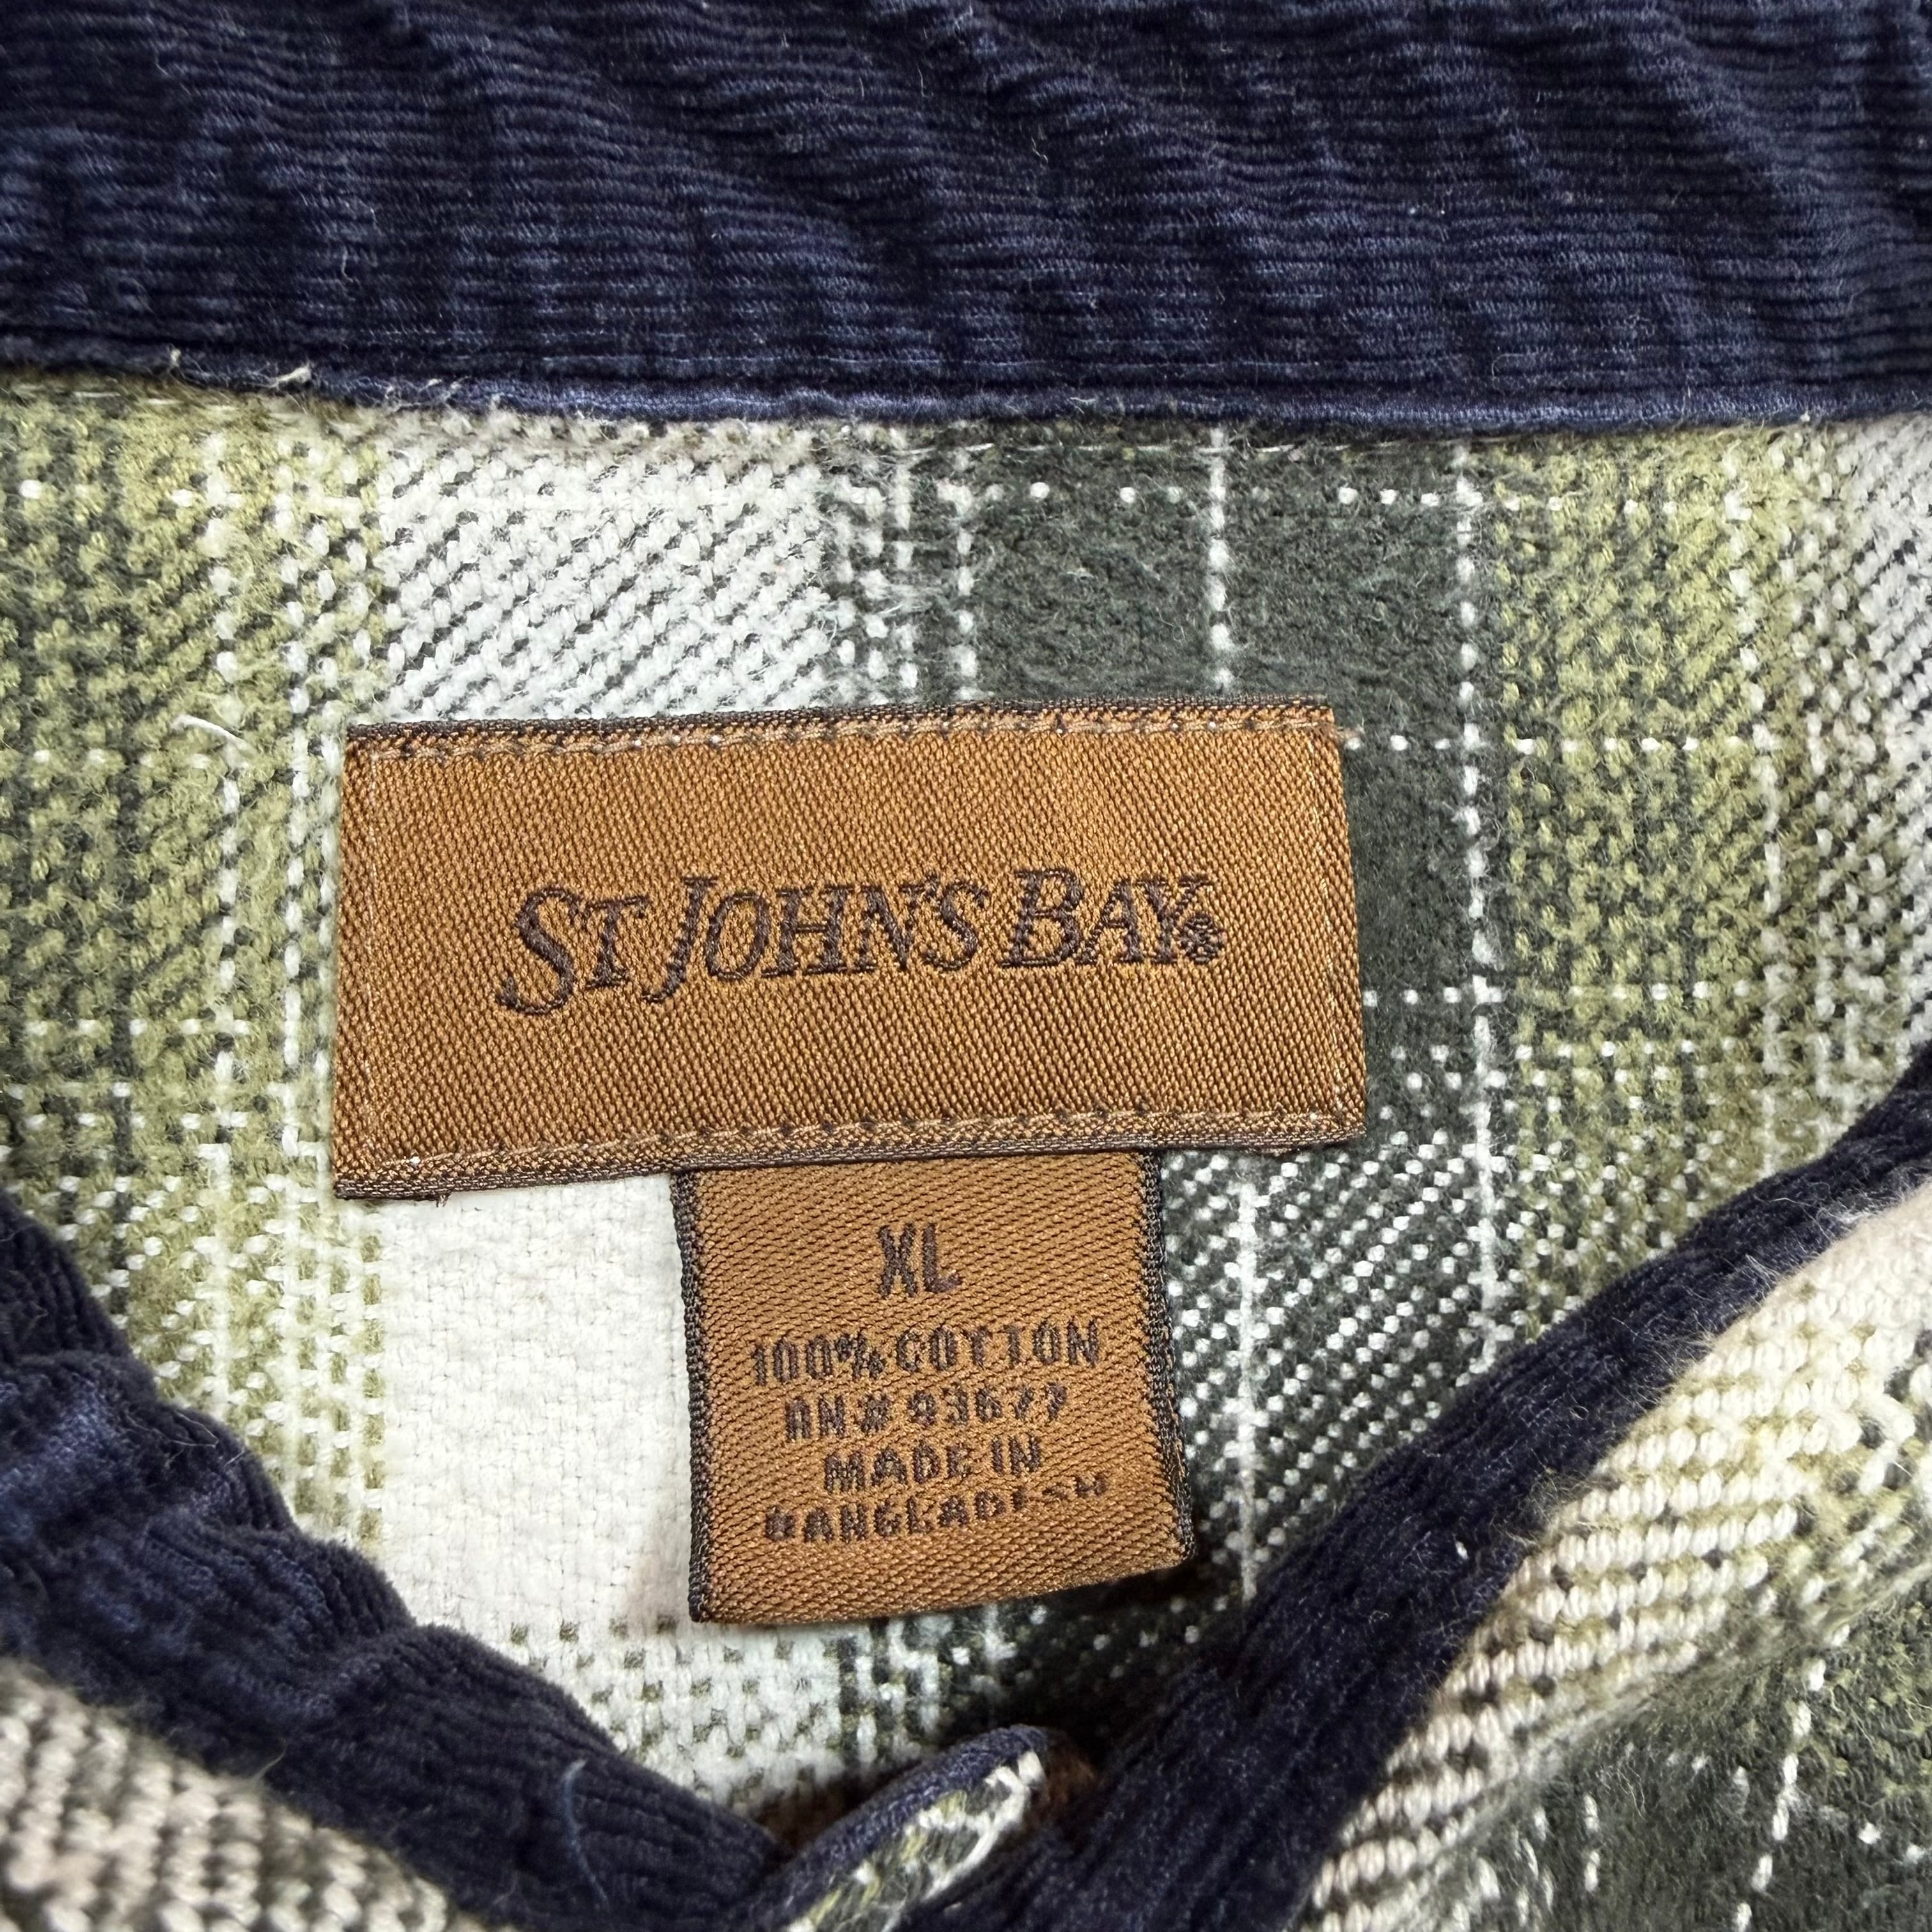 ST JOHN'S BAY®
XL
100% COTTON
RN# 93677
MADE IN
BANGLADESH